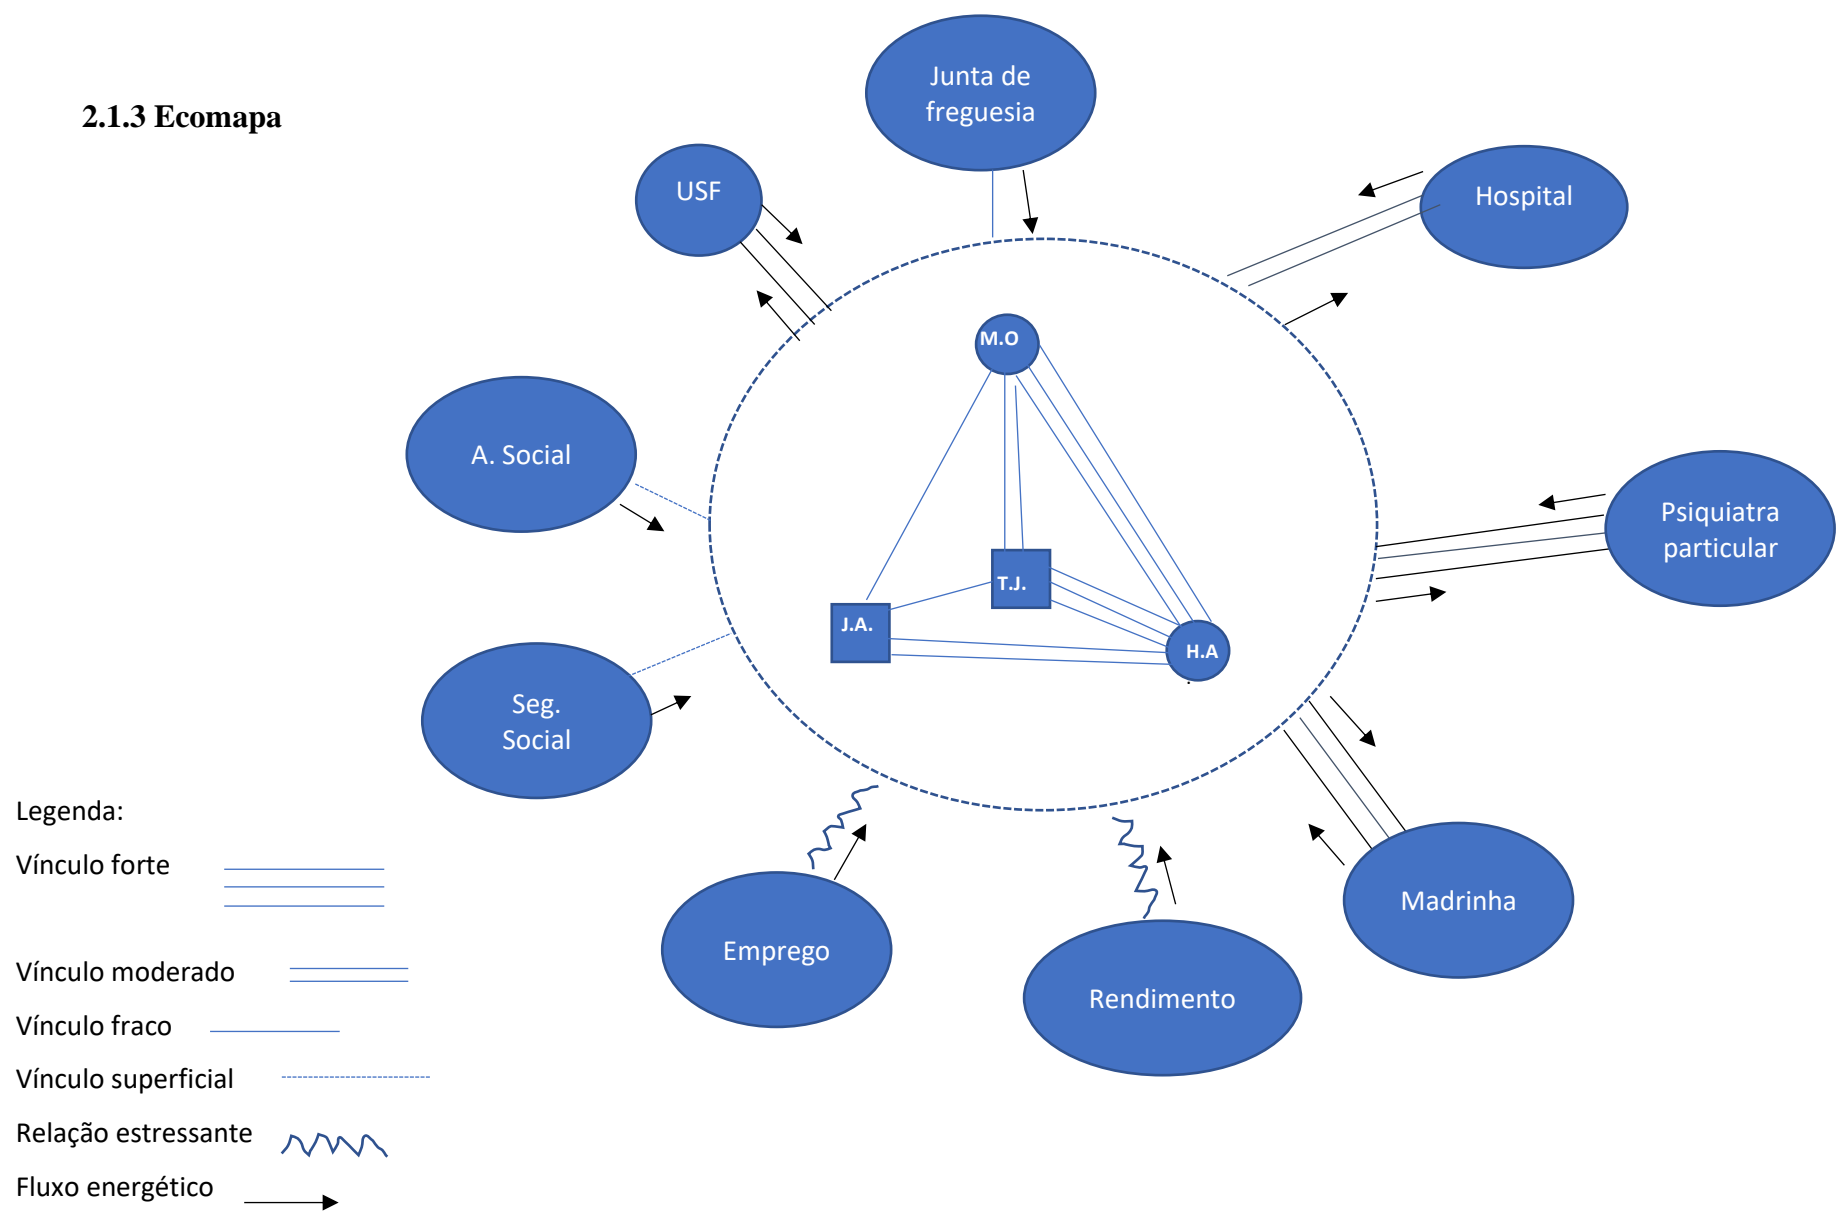 2.1.3 Ecomapa
Junta de
freguesia
USF
Hospital
M.O
A. Social
Psiquiatra
particular
T.J.
J.A.
H.A
.
Seg.
Social
Madrinha
Emprego
Rendimento
Legenda:
Vínculo forte
Vínculo moderado
Vínculo fraco
Vínculo superficial
Relação estressante
Fluxo energético